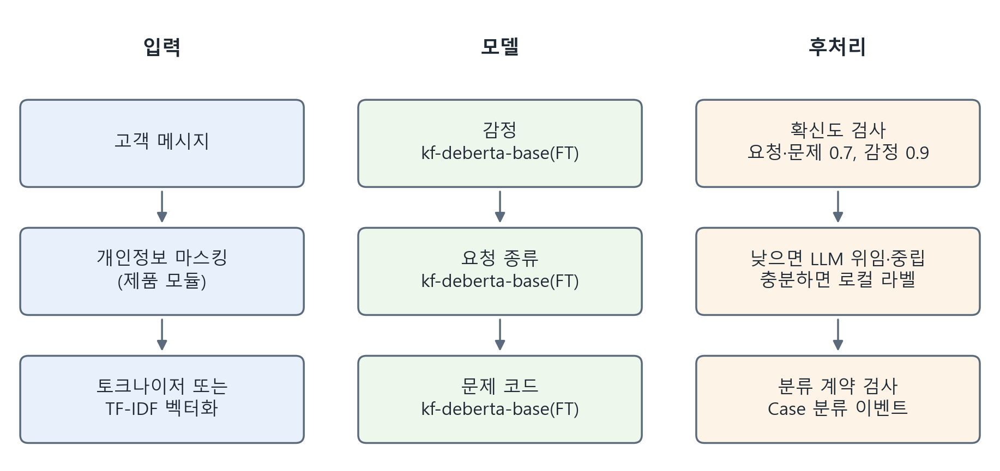 입력
고객 메시지
개인정보 마스킹
(제품 모듈)
토크나이저 또는
TF-IDF 벡터화
모델
감정
kf-deberta-base(FT)
요청 종류
kf-deberta-base(FT)
문제 코드
kf-deberta-base(FT)
후처리
확신도 검사
요청·문제 0.7, 감정 0.9
낮으면 LLM 위임·중립
충분하면 로컬 라벨
분류 계약 검사
Case 분류 이벤트